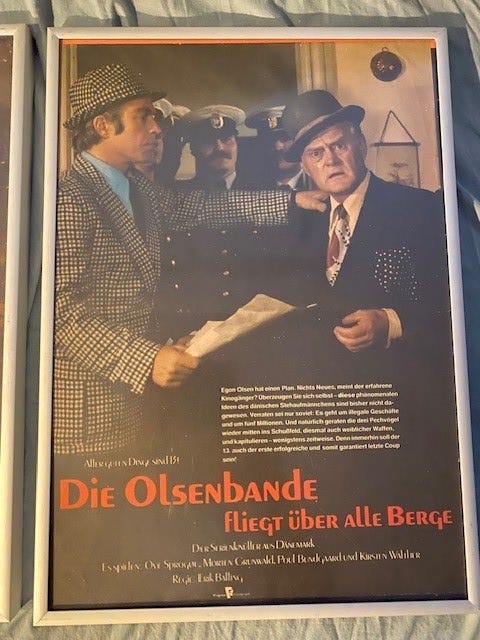 Egon Olsen hat einen Plan. Nichts Neues, meint der erfahrene
Kinogänger? Überzeugen Sie sich selbst – diese phänomenalen
Ideen des dänischen Stehaufmännchens sind bisher nicht da-
gewesen. Verraten sei nur soviel: Es geht um illegale Geschäfte
und um fünf Millionen. Und natürlich geraten die drei Pechvögel
wieder mitten ins Schußfeld, diesmal auch weiblicher Waffen,
und kapitulieren – wenigstens zeitweise. Denn immerhin soll der
13. auch der erste erfolgreiche und somit garantiert letzte Coup
sein!
Aller guten Dinge sind 13!
Die Olsenbande
fliegt über alle Berge
Der Serienknüller aus Dänemark
Es spielen: Ove Sprogøe, Morten Grunwald, Poul Bundgaard und Kirsten Walther
Regie: Erik Balling